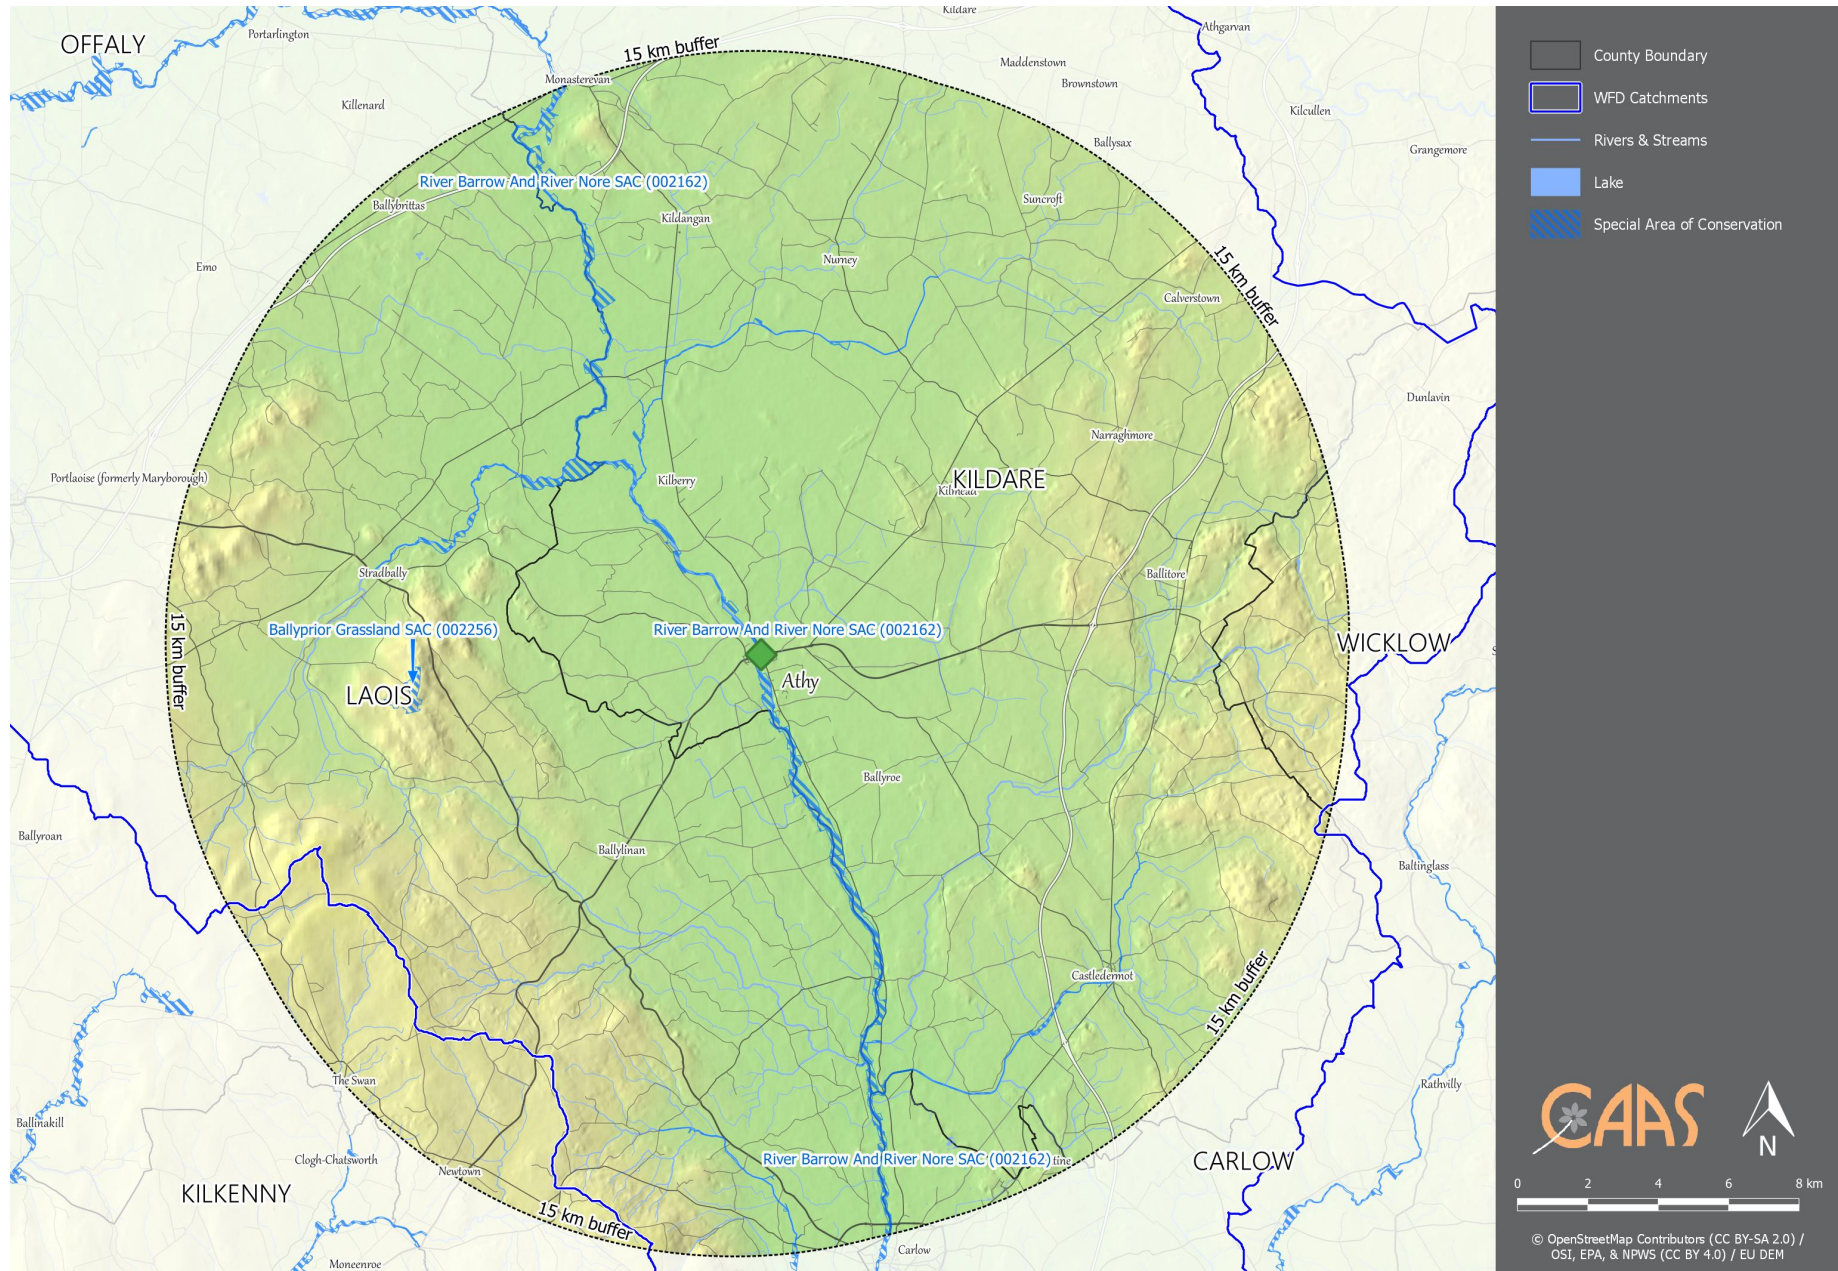 Kildare
Athgarvan
OFFALY
Portarlington
15 km buffer
Maddenstown
Monasterevan
Brownstown
Killenard
Kilcullen
Ballysax
Grangemore
River Barrow And River Nore SAC (002162)
Ballybrittas
Kildangan
Suncroft
Nurney
Emo
15 km buffer
Calverstown
Dunlavin
Narraghmore
Portlaoise (formerly Maryborough)
Kilberry
KILDARE
Kilmead
Stradbally
Ballitore
15 km buffer
Ballyprior Grassland SAC (002256)
River Barrow And River Nore SAC (002162)
WICKLOW
Athy
LAOIS
Ballyroe
Ballyroan
Ballylinan
Baltinglass
Castledermot
15 km buffer
The Swan
Rathvilly
Ballinakill
Clogh-Chatsworth
Newtown
River Barrow And River Nore SAC (002162)
tine
CARLOW
KILKENNY
15 km buffer
Carlow
Moneenroe
County Boundary
WFD Catchments
Rivers & Streams
Lake
Special Area of Conservation
CAAS
N
0 2 4 6 8 km
© OpenStreetMap Contributors (CC BY-SA 2.0) /
OSI, EPA, & NPWS (CC BY 4.0) / EU DEM